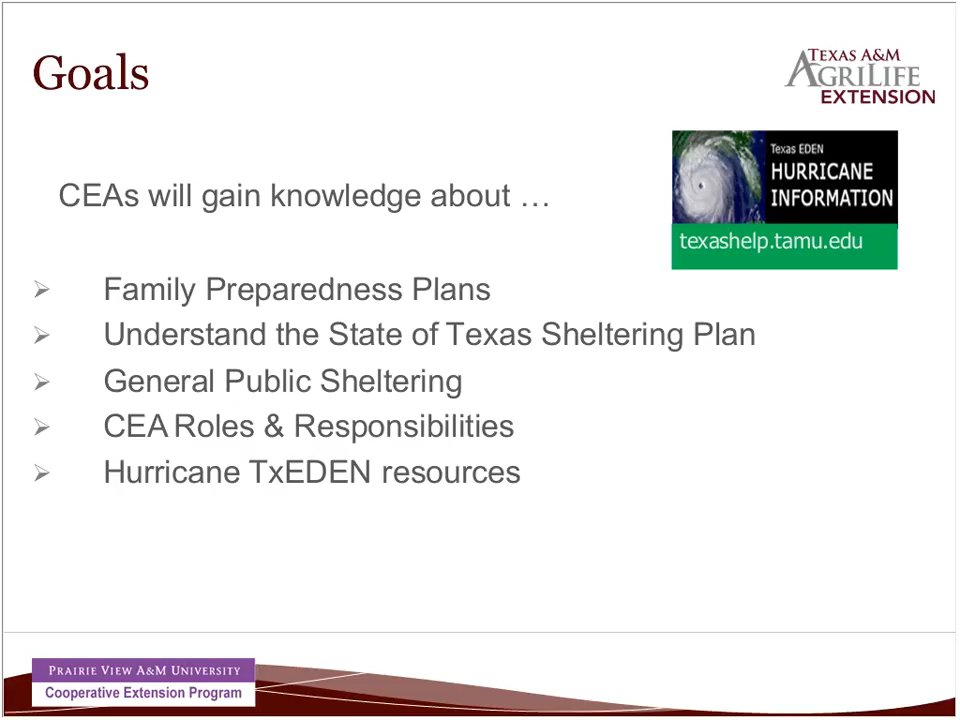 Goals
TEXAS A&M
AGRILIFE
EXTENSION
Texas EDEN
HURRICANE
INFORMATION
texashelp.tamu.edu
CEAs will gain knowledge about …
Family Preparedness Plans
Understand the State of Texas Sheltering Plan
General Public Sheltering
CEA Roles & Responsibilities
Hurricane TxEDEN resources
PRAIRIE VIEW A&M UNIVERSITY
Cooperative Extension Program